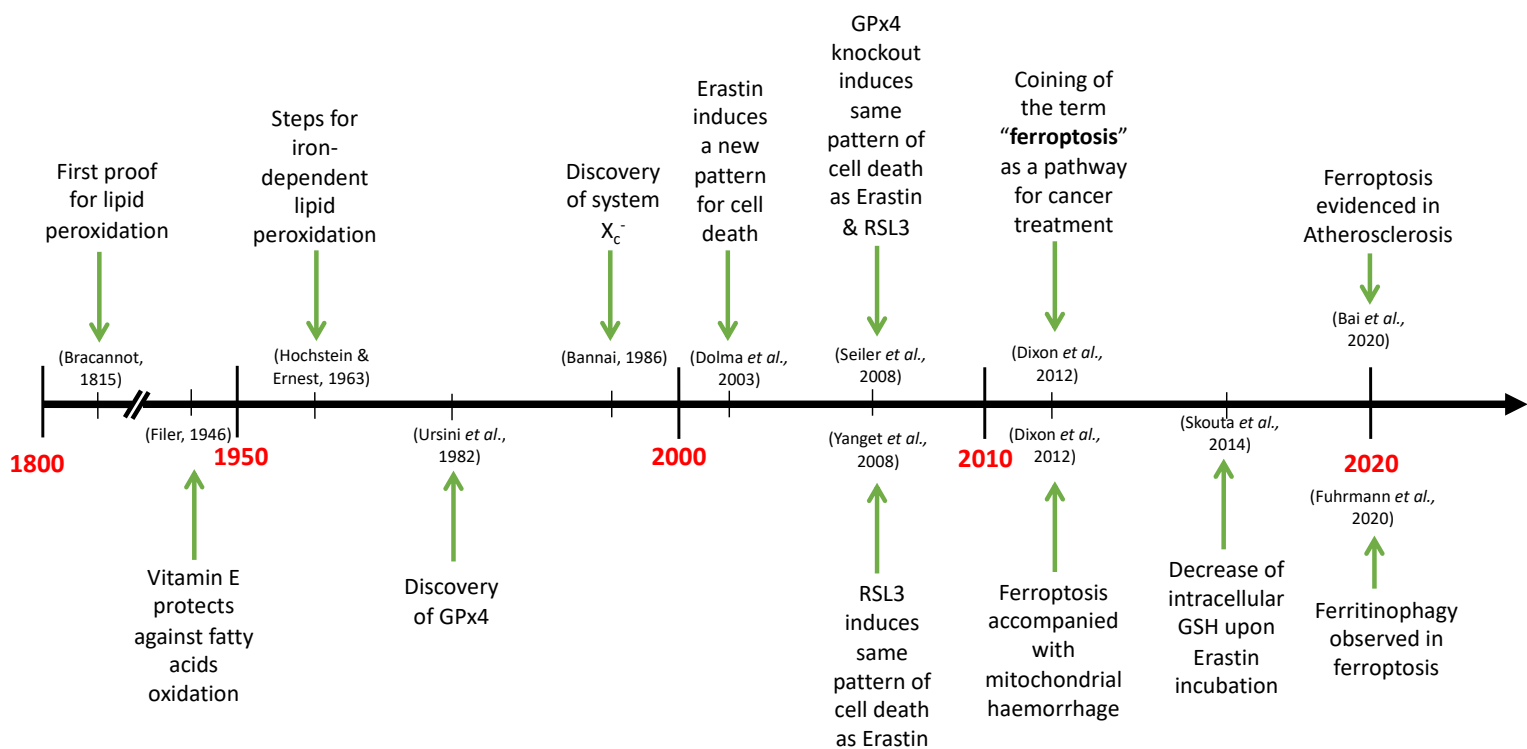 First proof
for lipid
peroxidation
(Bracannot,
1815)
Steps for
iron-
dependent
lipid
peroxidation
(Hochstein &
Ernest, 1963)
Discovery
of system
Xc-
(Bannai, 1986)
Erastin
induces
a new
pattern
for cell
death
(Dolma et al.,
2003)
GPx4
knockout
induces
same
pattern of
cell death
as Erastin
& RSL3
(Seiler et al.,
2008)
Coining of
the term
“ferroptosis”
as a pathway
for cancer
treatment
(Dixon et al.,
2012)
Ferroptosis
evidenced in
Atherosclerosis
(Bai et al.,
2020)
1800
1950
2000
2010
2020
(Filer, 1946)
Vitamin E
protects
against fatty
acids
oxidation
(Ursini et al.,
1982)
Discovery
of GPx4
(Yanget et al.,
2008)
RSL3
induces
same
pattern of
cell death
as Erastin
(Dixon et al.,
2012)
Ferroptosis
accompanied
with
mitochondrial
haemorrhage
(Skouta et al.,
2014)
Decrease of
intracellular
GSH upon
Erastin
incubation
(Fuhrmann et al.,
2020)
Ferritinophagy
observed in
ferroptosis